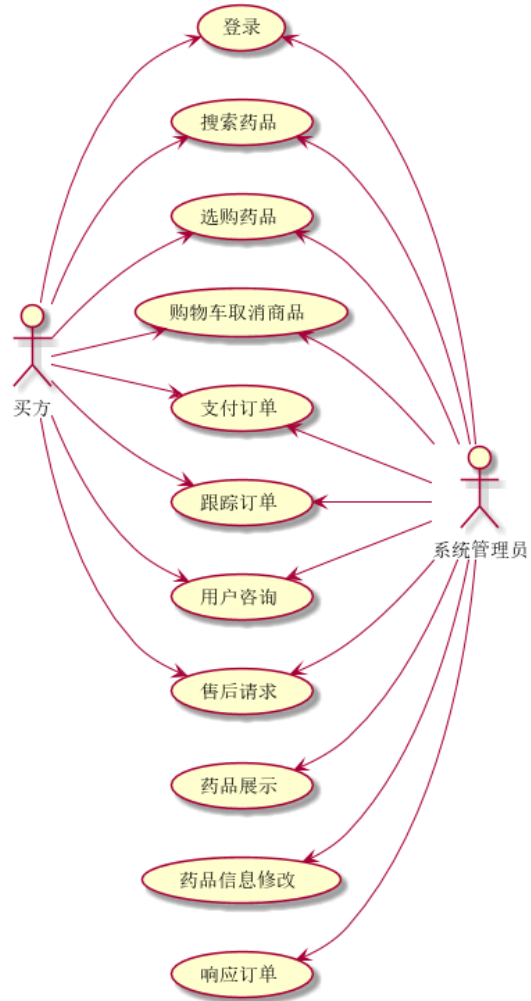 登录
搜索药品
选购药品
购物车取消商品
买方
支付订单
跟踪订单
系统管理员
用户咨询
售后请求
药品展示
药品信息修改
响应订单